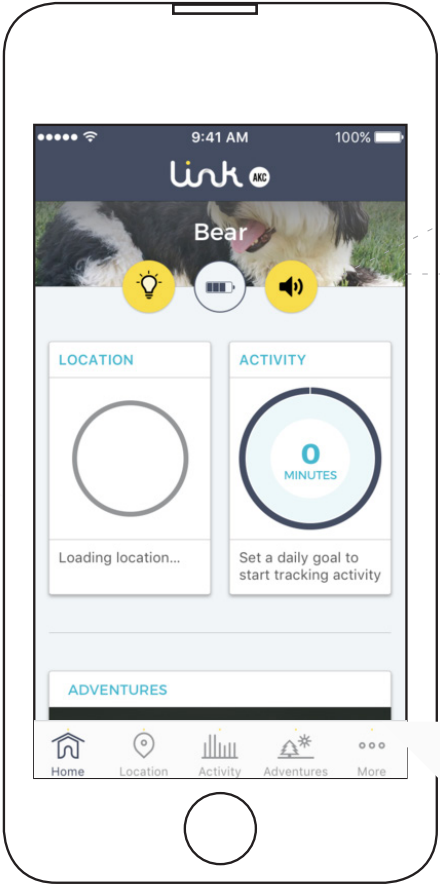 9:41 AM
100%
link AKC
Bear
LOCATION
ACTIVITY
0
MINUTES
Loading location...
Set a daily goal to
start tracking activity
ADVENTURES
Home
Location
Activity
Adventures
More